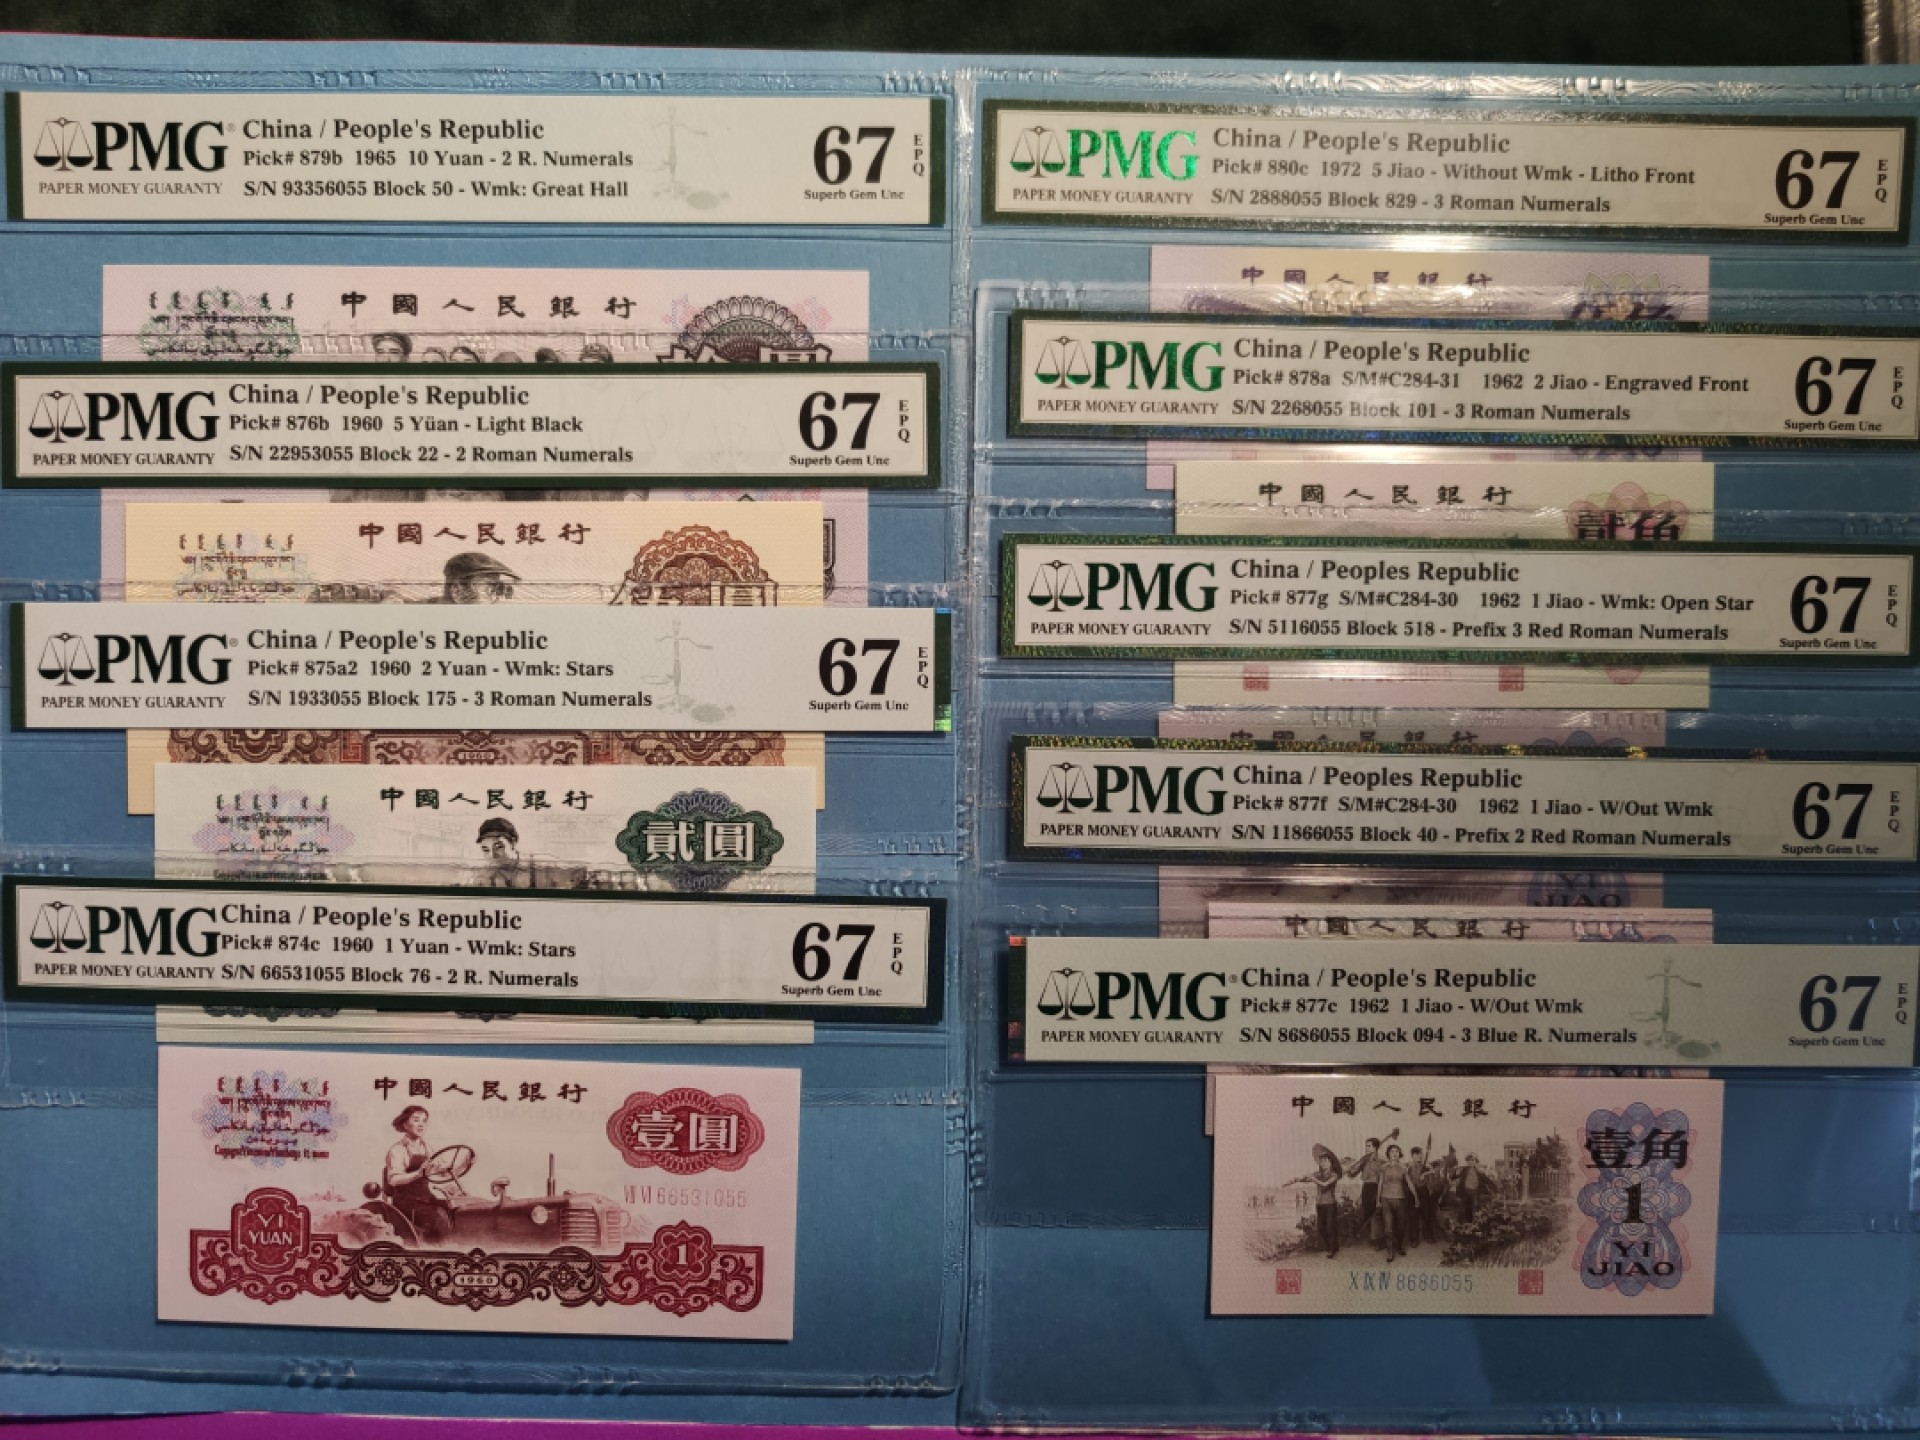 PMG
PAPER MONEY GUARANTY
China / People's Republic
Pick# 879b 1965 10 Yuan - 2 R. Numerals
S/N 93356055 Block 50 - Wmk: Great Hall
67
EPQ
Superb Gem Unc
中國人民銀行
PMG
PAPER MONEY GUARANTY
China / People's Republic
Pick# 876b 1960 5 Yüan - Light Black
S/N 22953055 Block 22 - 2 Roman Numerals
67
EPQ
Superb Gem Unc
中國人民銀行
PMG
PAPER MONEY GUARANTY
China / People's Republic
Pick# 875a2 1960 2 Yuan - Wmk: Stars
S/N 1933055 Block 175 - 3 Roman Numerals
67
EPQ
Superb Gem Unc
1960
中國人民銀行
貳圓
PMG
PAPER MONEY GUARANTY
China / People's Republic
Pick# 874c 1960 1 Yuan - Wmk: Stars
S/N 66531055 Block 76 - 2 R. Numerals
67
EPQ
Superb Gem Unc
中國人民銀行
壹圓
66531055
YI
YUAN
1
1960
PMG
PAPER MONEY GUARANTY
China / People's Republic
Pick# 880c 1972 5 Jiao - Without Wmk - Litho Front
S/N 2888055 Block 829 - 3 Roman Numerals
67
EPQ
Superb Gem Unc
中國人民銀行
PMG
PAPER MONEY GUARANTY
China / People's Republic
Pick# 878a S/M#C284-31 1962 2 Jiao - Engraved Front
S/N 2268055 Block 101 - 3 Roman Numerals
67
EPQ
Superb Gem Unc
中國人民銀行
貳角
PMG
PAPER MONEY GUARANTY
China / Peoples Republic
Pick# 877g S/M#C284-30 1962 1 Jiao - Wmk: Open Star
S/N 5116055 Block 518 - Prefix 3 Red Roman Numerals
67
EPQ
Superb Gem Unc
PMG
PAPER MONEY GUARANTY
China / Peoples Republic
Pick# 877f S/M#C284-30 1962 1 Jiao - W/Out Wmk
S/N 11866055 Block 40 - Prefix 2 Red Roman Numerals
67
EPQ
Superb Gem Unc
YI
JIAO
中國人民銀行
PMG
PAPER MONEY GUARANTY
China / People's Republic
Pick# 877c 1962 1 Jiao - W/Out Wmk
S/N 8686055 Block 094 - 3 Blue R. Numerals
67
EPQ
Superb Gem Unc
中國人民銀行
壹角
1
YI
JIAO
8686055